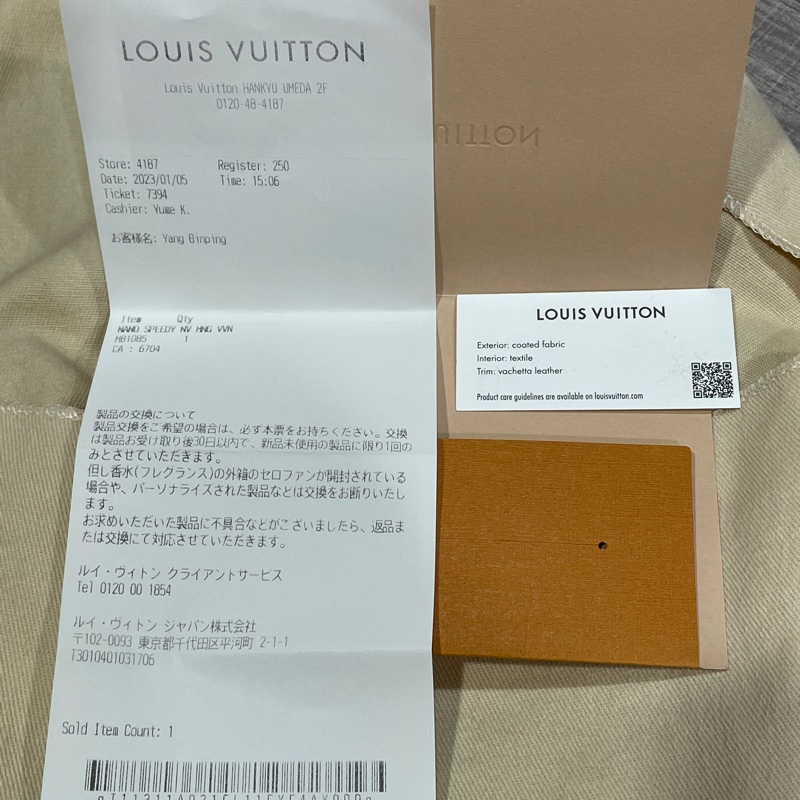 LOUIS VUITTON
Louis Vuitton HANKYU UMEDA 2F
0120-48-4187
Store: 4187 Register: 250
Date: 2023/01/05 Time: 15:06
Ticket: 7394
Cashier: Yume K.
お客様名: Yang Binping
Item Qty
NANO SPEEDY NV MNG VVN
M81085 1
CA : 6704
製品の交換について
製品交換をご希望の場合は、必ず本票をお持ちください。交換
は製品お受け取り後30日以内で、新品未使用の製品に限り1回の
みとさせていただきます。
但し香水(フレグランス)の外箱のセロファンが開封されている
場合や、パーソナライズされた製品などは交換をお断りいたし
ます。
お求めいただいた製品に不具合などがございましたら、返品ま
たは交換にて対応させていただきます。
ルイ・ヴィトン クライアントサービス
Tel 0120 00 1854
ルイ・ヴィトン ジャパン株式会社
〒102-0093 東京都千代田区平河町 2-1-1
T3010401031706
Sold Item Count: 1
VUITTON
LOUIS VUITTON
Exterior: coated fabric
Interior: textile
Trim: vachetta leather
Product care guidelines are available on louisvuitton.com